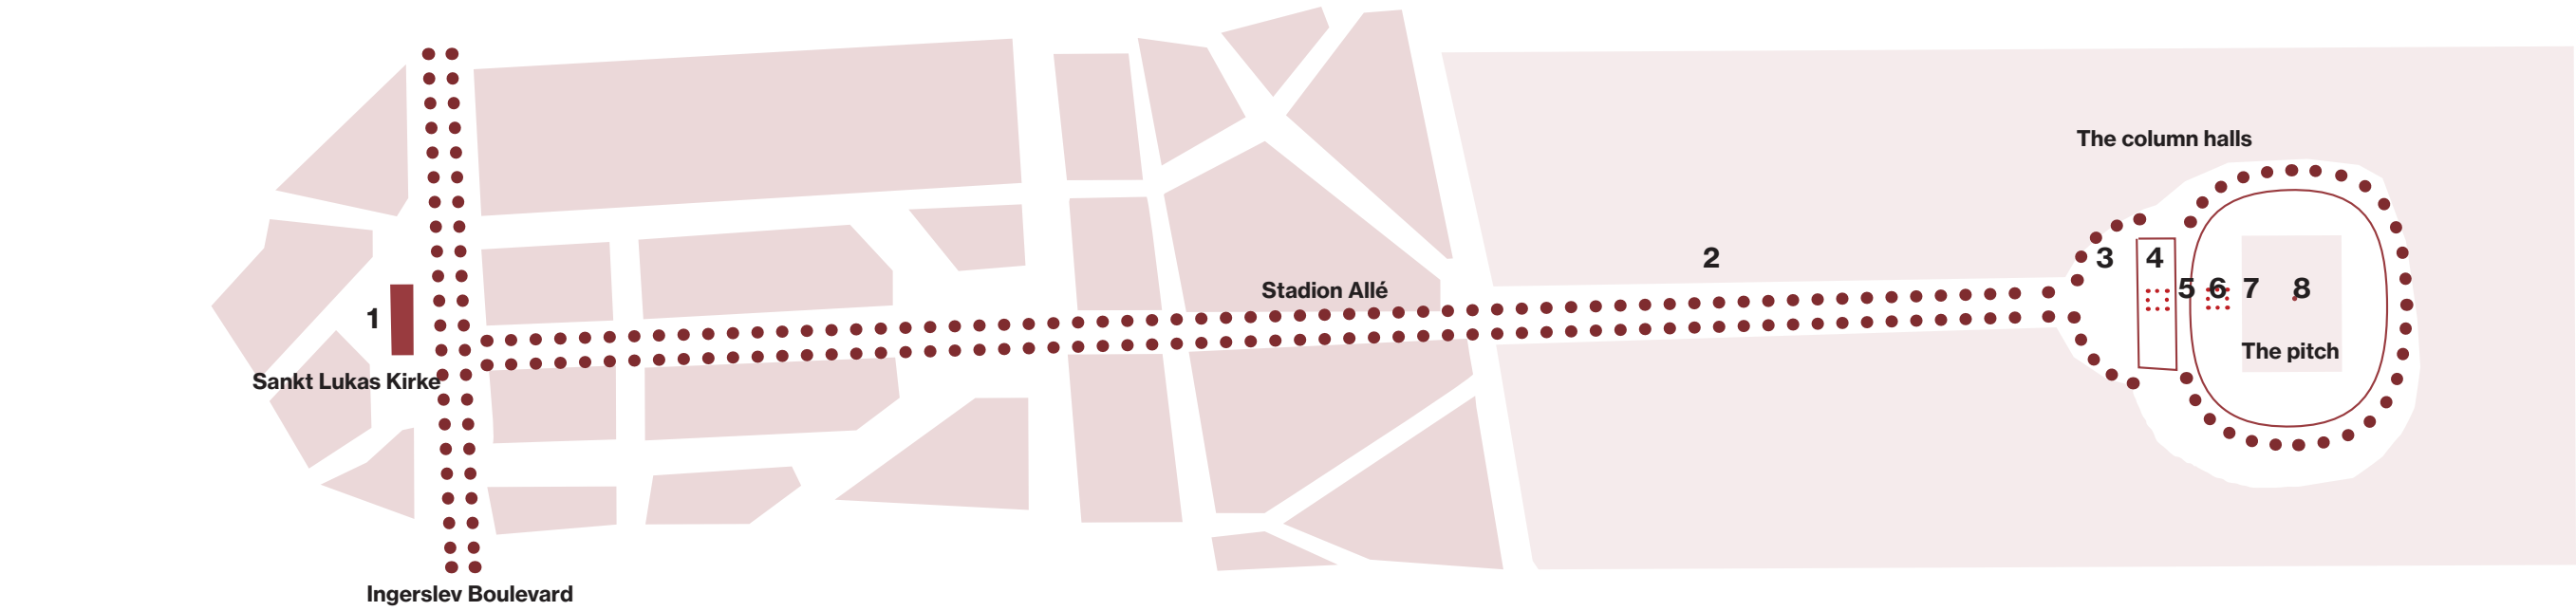 The column halls
2
3
4
Stadion Allé
5
6
7
8
1
The pitch
Sankt Lukas Kirke
Ingerslev Boulevard